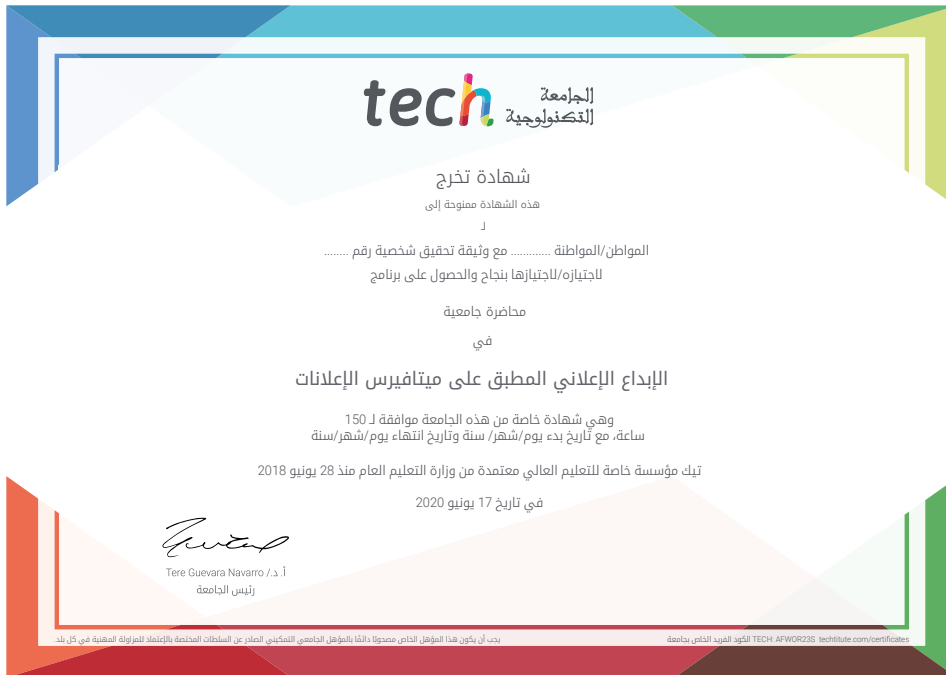 tech الجامعة
التكنولوجية
شهادة تخرج
هذه الشهادة ممنوحة إلى
لـ
المواطن/المواطنة ............ مع وثيقة تحقيق شخصية رقم ........
لاجتيازه/لاجتيازها بنجاح والحصول على برنامج
محاضرة جامعية
في
الإبداع الإعلاني المطبق على ميتافيرس الإعلانات
وهي شهادة خاصة من هذه الجامعة موافقة لـ 150
ساعة، مع تاريخ بدء يوم/شهر/ سنة وتاريخ انتهاء يوم/شهر/سنة
تيك مؤسسة خاصة للتعليم العالي معتمدة من وزارة التعليم العام منذ 28 يونيو 2018
في تاريخ 17 يونيو 2020
أ. د./ Tere Guevara Navarro
رئيس الجامعة
يجب أن يكون هذا المؤهل الخاص مصحوبًا دائمًا بالمؤهل الجامعي التمكيني الصادر عن السلطات المختصة بالإعتماد للمزاولة المهنية في كل بلد.
الكود الفريد الخاص بجامعة TECH: AFWOR23S techtitute.com/certificates